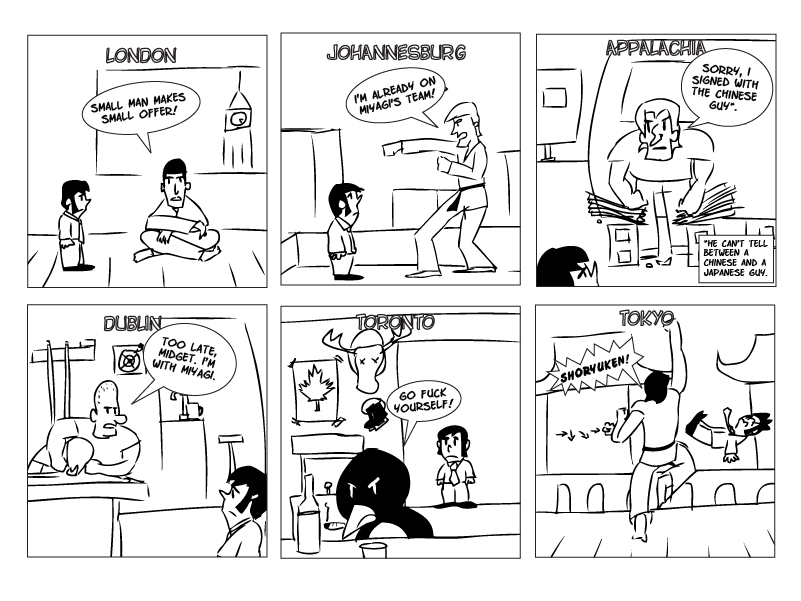 LONDON
SMALL MAN MAKES
SMALL OFFER!
JOHANNESBURG
I'M ALREADY ON
MIYAGI'S TEAM!
APPALACHIA
SORRY, I
SIGNED WITH
THE CHINESE
GUY*.
*HE CAN'T TELL
BETWEEN A
CHINESE AND A
JAPANESE GUY.
DUBLIN
TOO LATE,
MIDGET. I'M
WITH MIYAGI.
TORONTO
GO FUCK
YOURSELF!
TOKYO
SHORYUKEN!